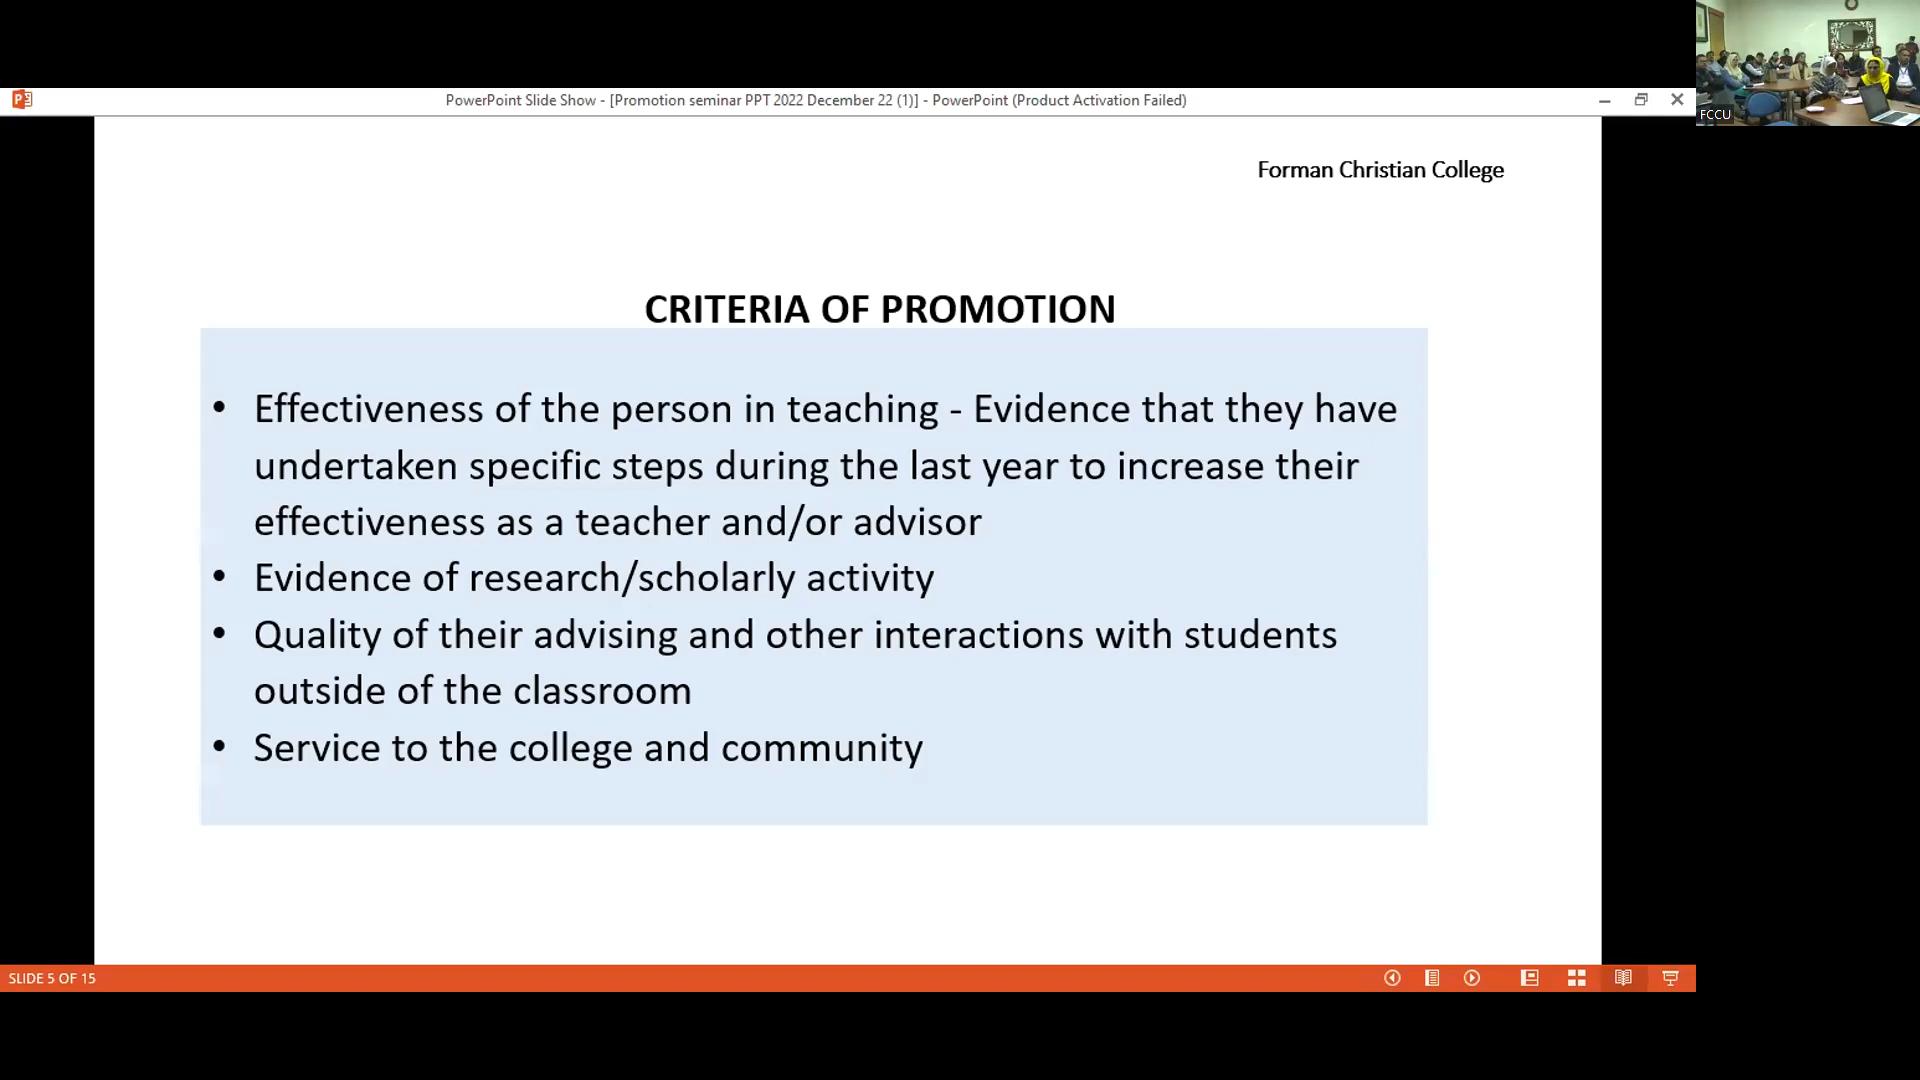 PowerPoint Slide Show - [Promotion seminar PPT 2022 December 22 (1)] - PowerPoint (Product Activation Failed)
FCCU
Forman Christian College
CRITERIA OF PROMOTION
• Effectiveness of the person in teaching - Evidence that they have
undertaken specific steps during the last year to increase their
effectiveness as a teacher and/or advisor
• Evidence of research/scholarly activity
• Quality of their advising and other interactions with students
outside of the classroom
• Service to the college and community
SLIDE 5 OF 15